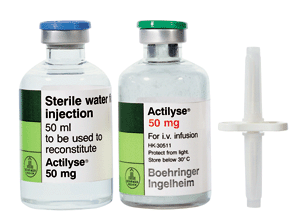 Sterile water
injection
50 ml
to be used to
reconstitute
Actilyse®
50 mg
Actilyse®
50 mg
For i.v. infusion
HK-30511
Protect from light.
Store below 30°C
Boehringer
Ingelheim